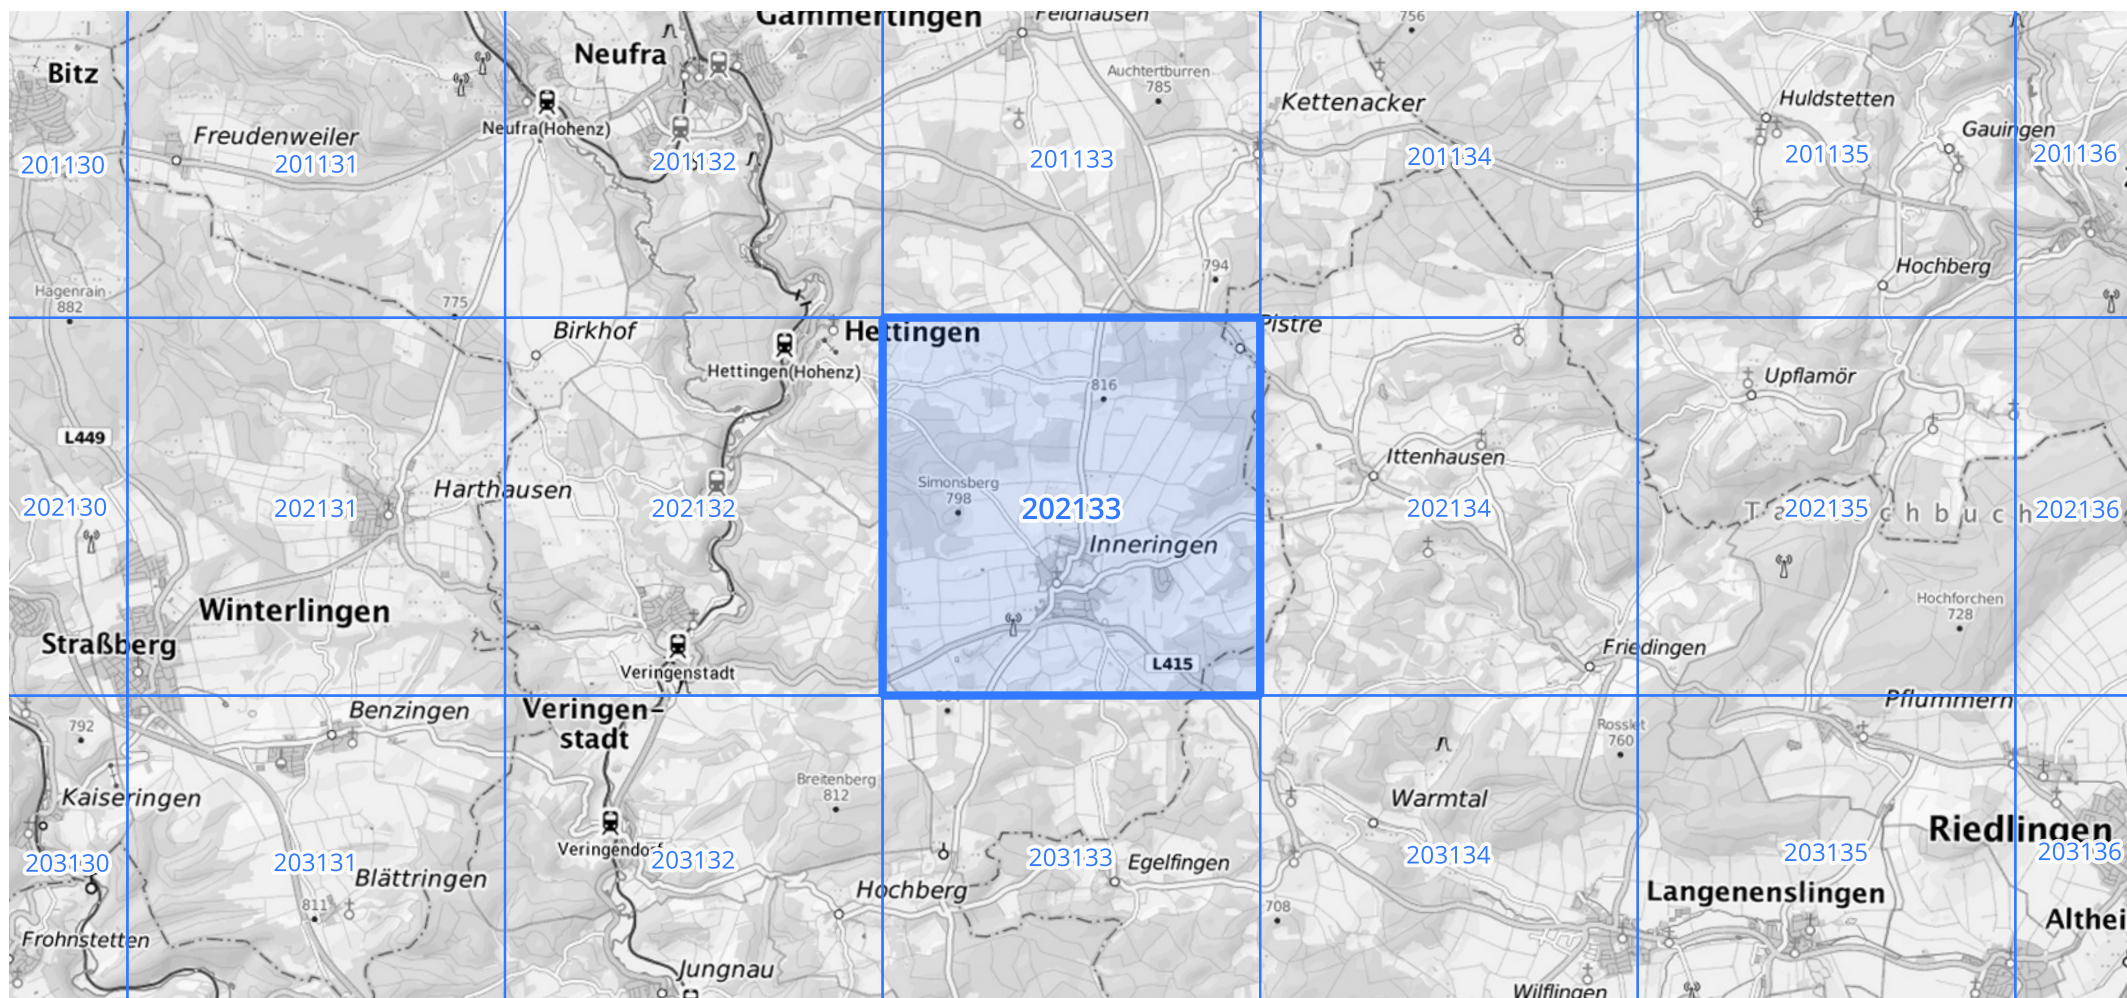 Gammertingen
Feldhausen
756
Neufra
Bitz
Auchtertburren
785
Kettenacker
Huldstetten
Neufra(Hohenz)
Freudenweiler
Gauingen
201130
201131
201132
201133
201134
201135
201136
794
Hochberg
Hagenrain
882
775
Birkhof
Hettingen
Pistre
Hettingen(Hohenz)
816
Upflamör
L449
Ittenhausen
Harthausen
Simonsberg
798
202130
202131
202132
202133
202134
202135
202136
Inneringen
Winterlingen
Hochforchen
728
Straßberg
Veringenstadt
L415
Friedingen
Benzingen
Veringen-
stadt
792
Pflummern
Rosslet
760
Kaiseringen
Breitenberg
812
Warmtal
Riedlingen
Veringendorf
203130
203131
203132
203133
203134
203135
203136
Egelfingen
Blättringen
Hochberg
Langenenslingen
811
708
Althei
Frohnstetten
Jungnau
Wilflingen